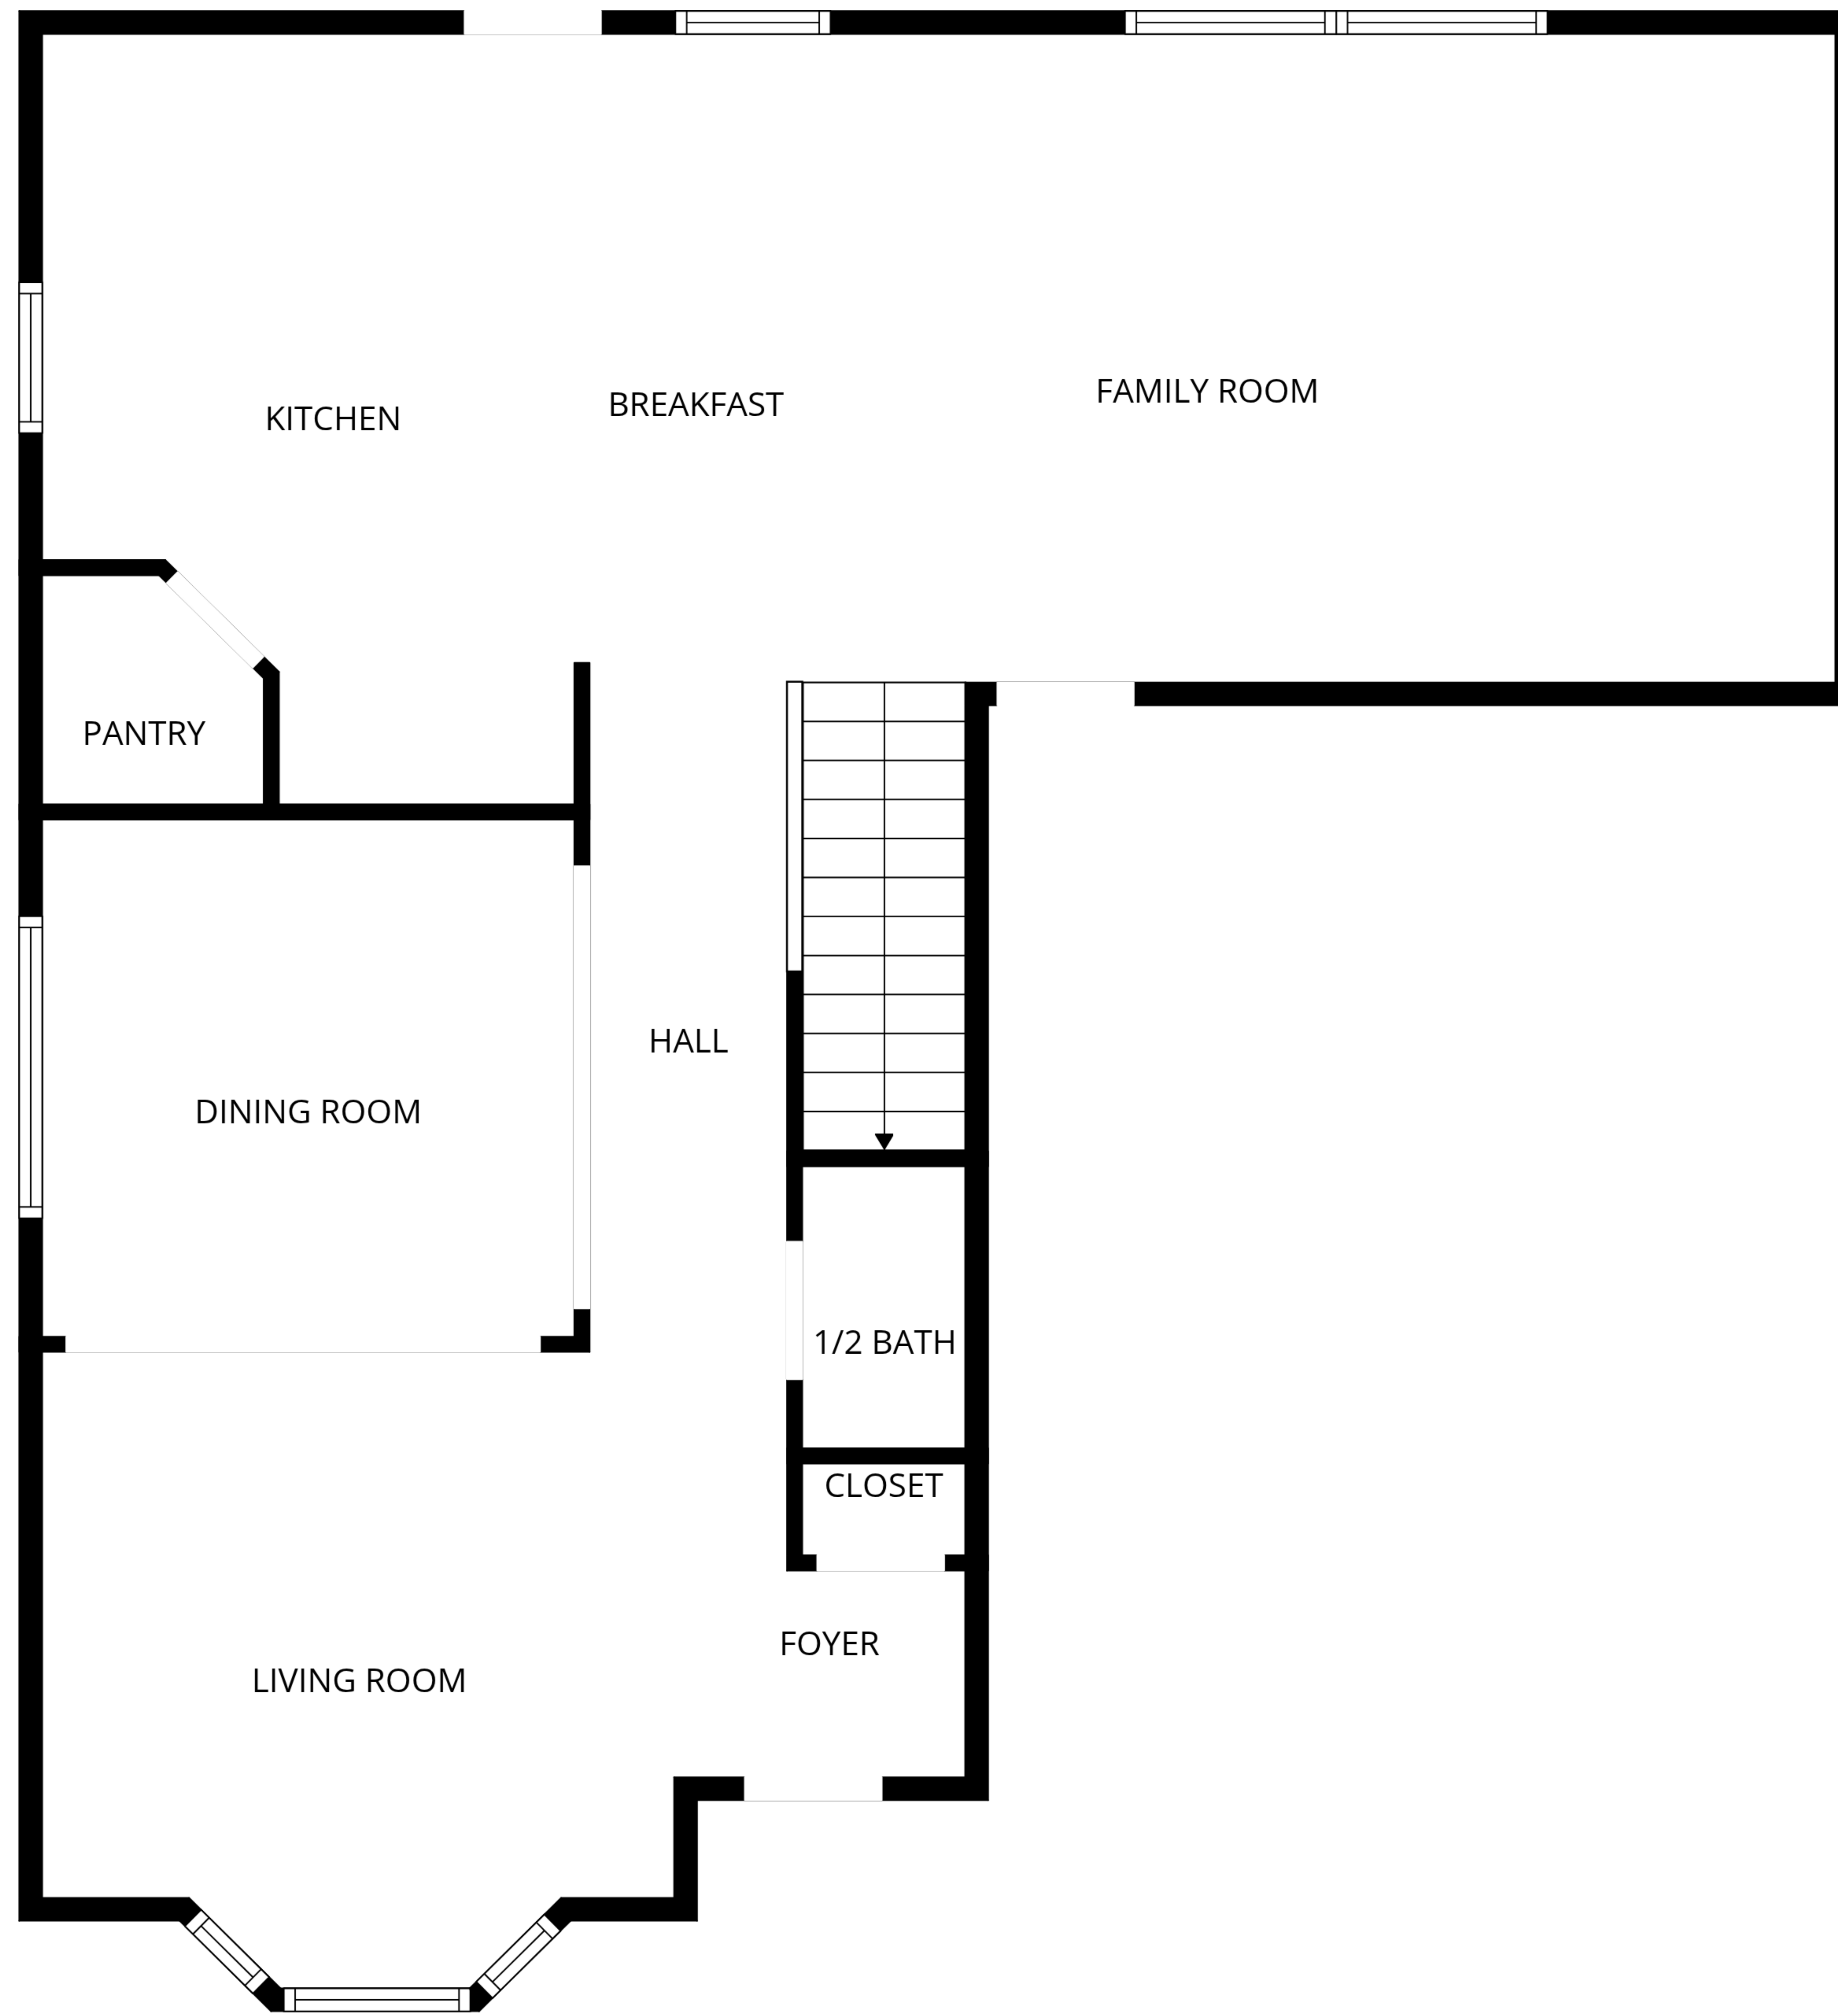 FAMILY ROOM
BREAKFAST
KITCHEN
PANTRY
HALL
DINING ROOM
1/2 BATH
CLOSET
FOYER
LIVING ROOM